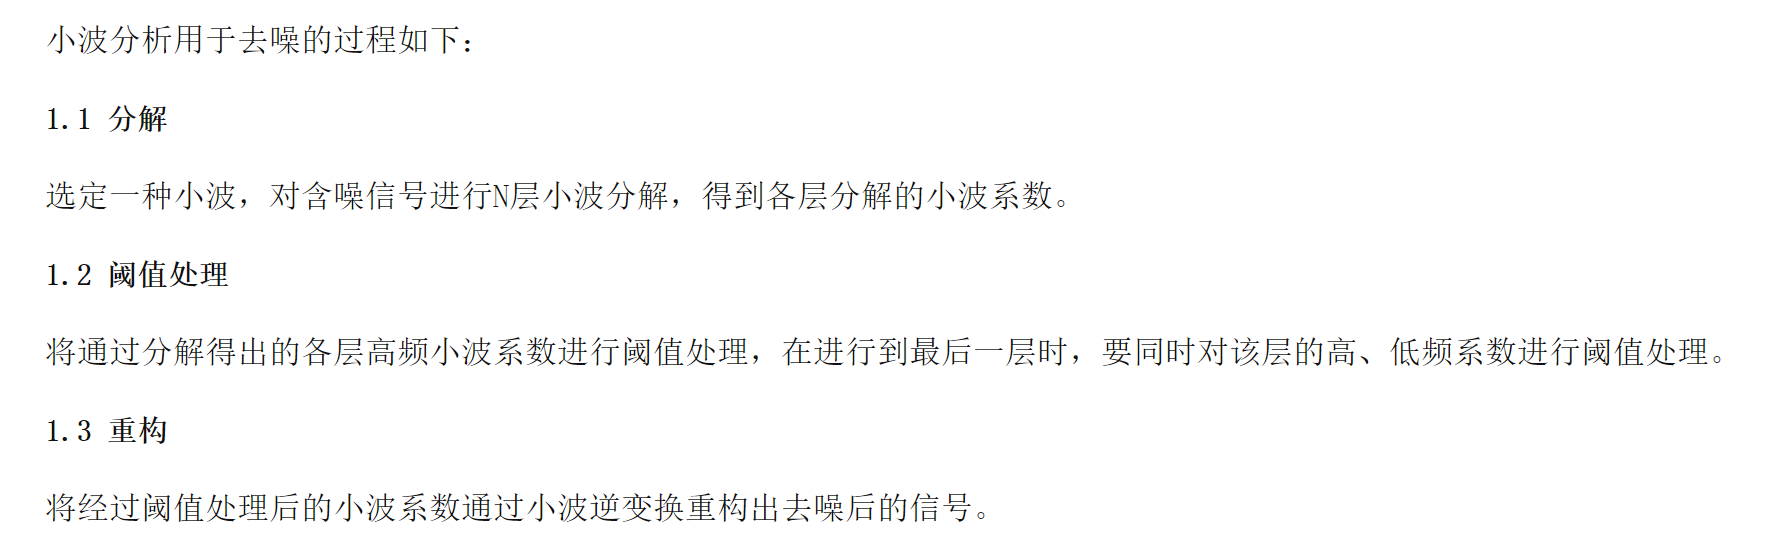 小波分析用于去噪的过程如下：
1.1 分解
选定一种小波，对含噪信号进行N层小波分解，得到各层分解的小波系数。
1.2 阈值处理
将通过分解得出的各层高频小波系数进行阈值处理，在进行到最后一层时，要同时对该层的高、低频系数进行阈值处理。
1.3 重构
将经过阈值处理后的小波系数通过小波逆变换重构出去噪后的信号。